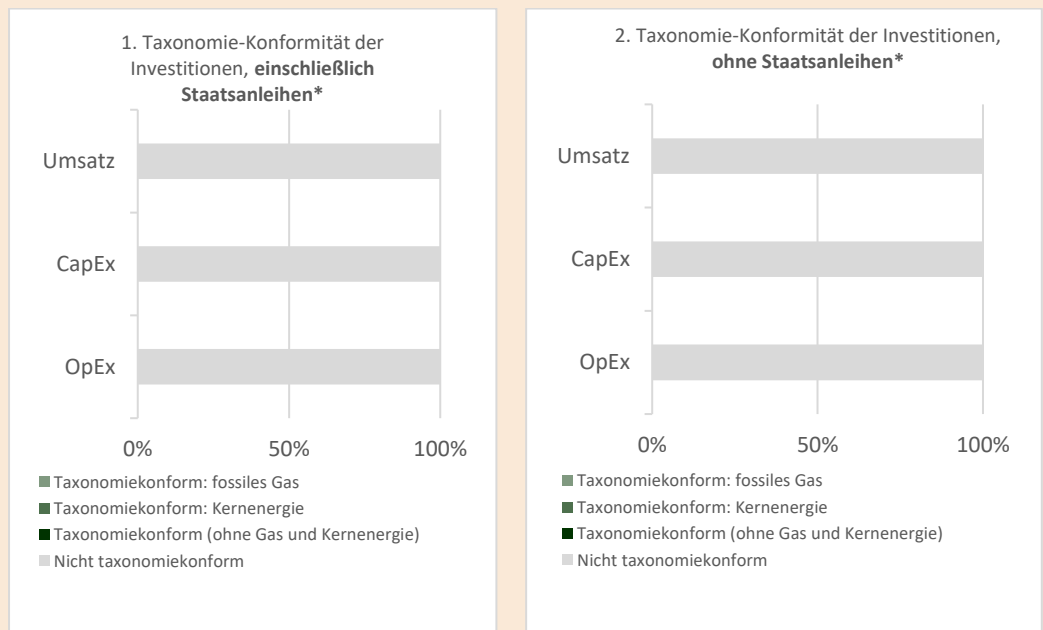 1. Taxonomie-Konformität der
Investitionen, einschließlich
Staatsanleihen*
Umsatz
CapEx
OpEx
0%
50%
100%
Taxonomiekonform: fossiles Gas
Taxonomiekonform: Kernenergie
Taxonomiekonform (ohne Gas und Kernenergie)
Nicht taxonomiekonform
2. Taxonomie-Konformität der Investitionen,
ohne Staatsanleihen*
Umsatz
CapEx
OpEx
0%
50%
100%
Taxonomiekonform: fossiles Gas
Taxonomiekonform: Kernenergie
Taxonomiekonform (ohne Gas und Kernenergie)
Nicht taxonomiekonform